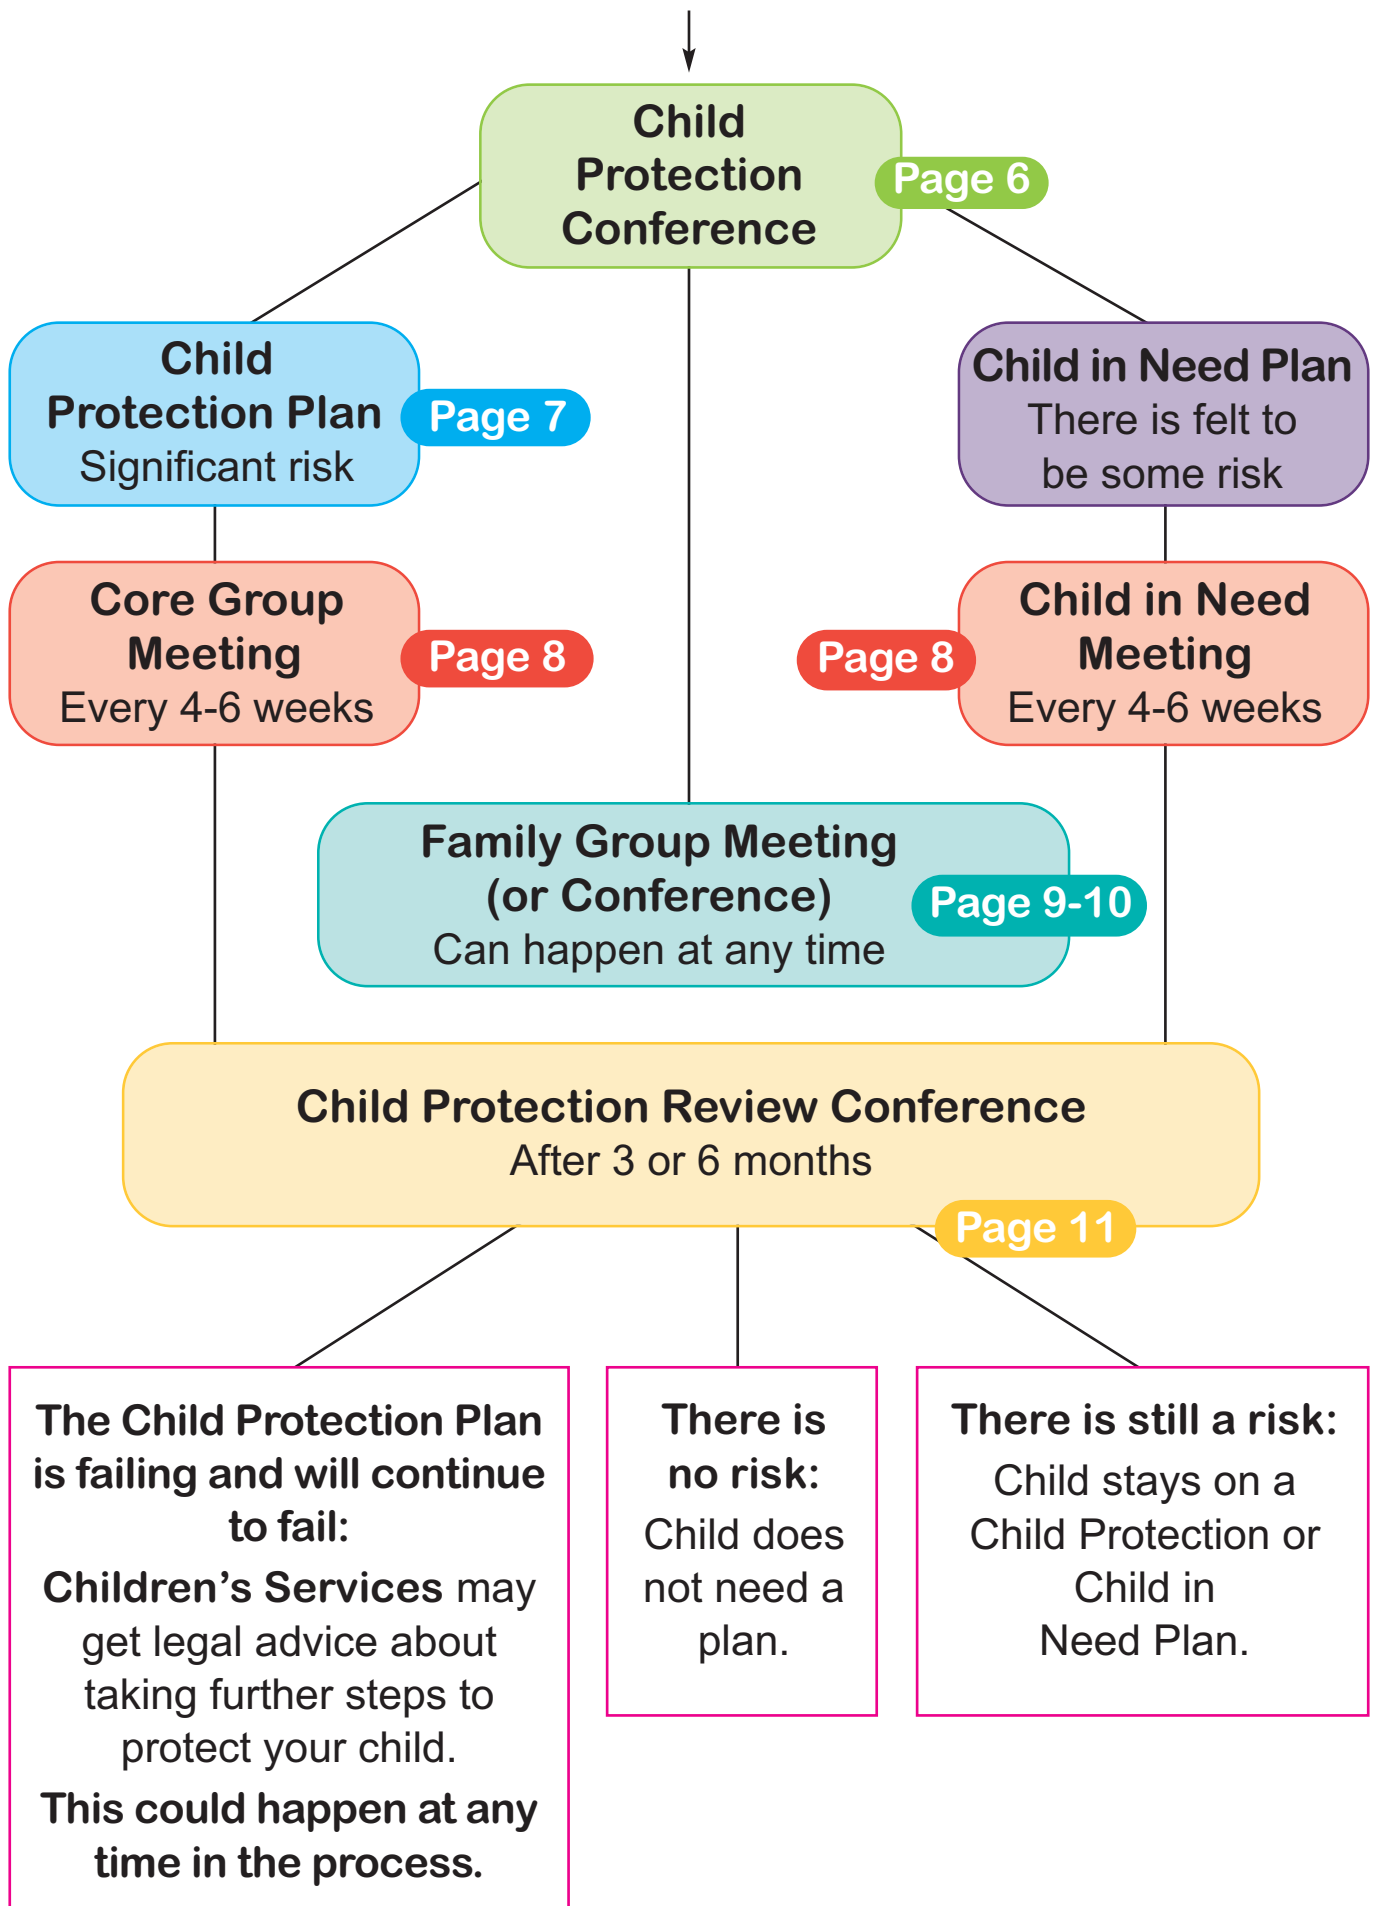 Child
Protection
Conference
Page 6
Child
Protection Plan
Significant risk
Page 7
Child in Need Plan
There is felt to
be some risk
Core Group
Meeting
Every 4-6 weeks
Page 8
Page 8
Child in Need
Meeting
Every 4-6 weeks
Family Group Meeting
(or Conference)
Can happen at any time
Page 9-10
Child Protection Review Conference
After 3 or 6 months
Page 11
The Child Protection Plan
is failing and will continue
to fail:
Children’s Services may
get legal advice about
taking further steps to
protect your child.
This could happen at any
time in the process.
There is
no risk:
Child does
not need a
plan.
There is still a risk:
Child stays on a
Child Protection or
Child in
Need Plan.